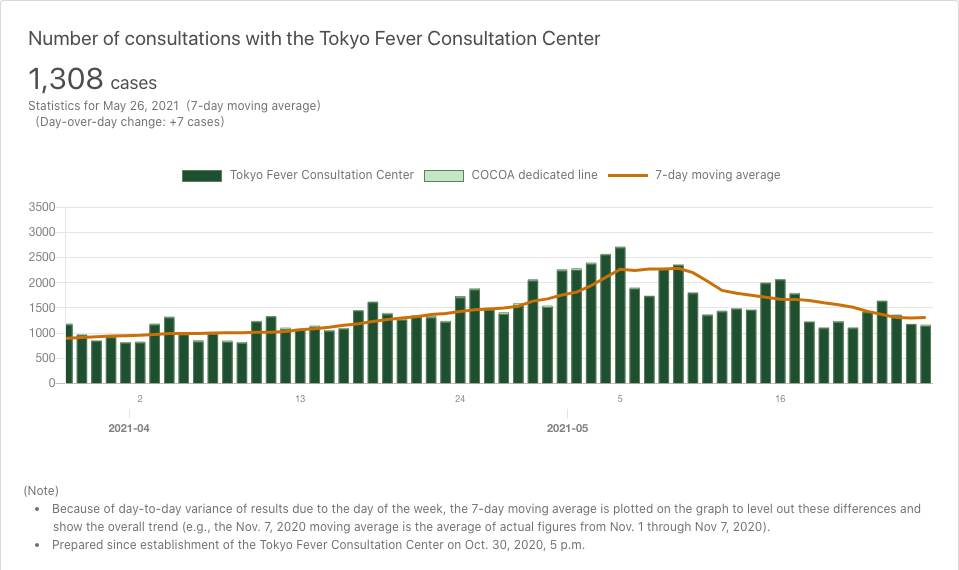 Number of consultations with the Tokyo Fever Consultation Center
1,308 cases
Statistics for May 26, 2021 (7-day moving average)
(Day-over-day change: +7 cases)
Tokyo Fever Consultation Center COCOA dedicated line 7-day moving average
3500
3000
2500
2000
1500
1000
500
0
2 13 24 5 16
2021-04 2021-05
(Note)
• Because of day-to-day variance of results due to the day of the week, the 7-day moving average is plotted on the graph to level out these differences and
show the overall trend (e.g., the Nov. 7, 2020 moving average is the average of actual figures from Nov. 1 through Nov 7, 2020).
• Prepared since establishment of the Tokyo Fever Consultation Center on Oct. 30, 2020, 5 p.m.